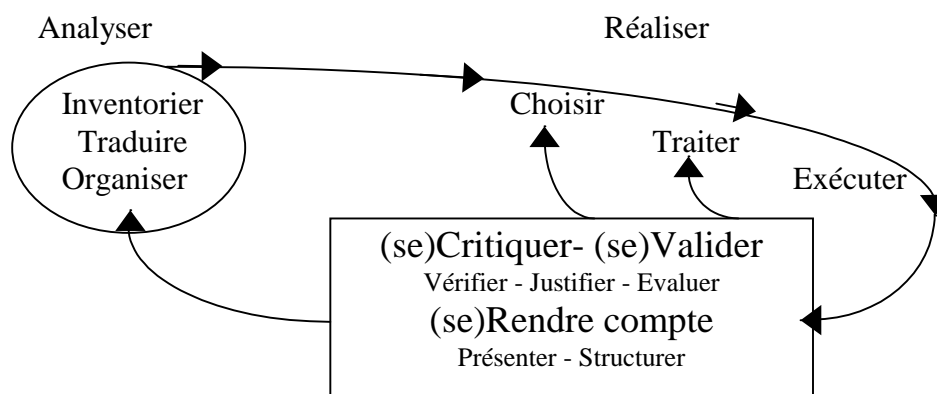 Analyser
Réaliser
Inventorier
Traduire
Organiser
Choisir
Traiter
Exécuter
(se)Critiquer- (se)Valider
Vérifier - Justifier - Evaluer
(se)Rendre compte
Présenter - Structurer